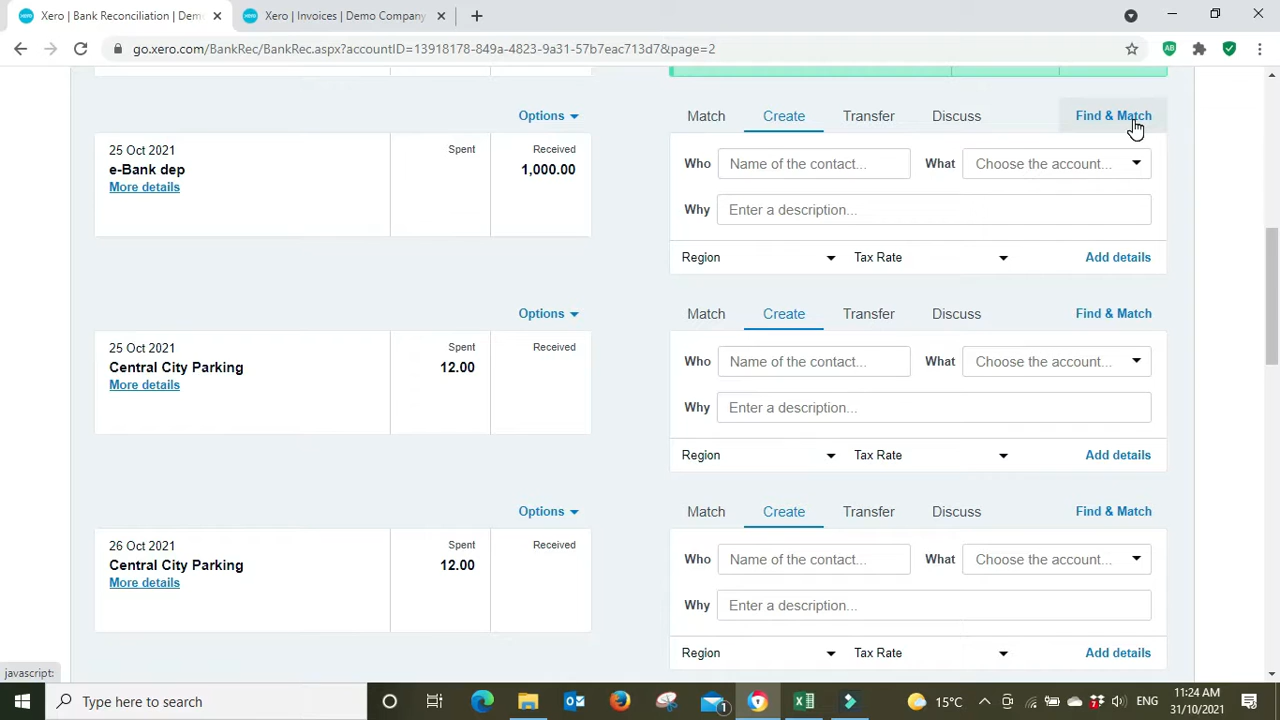 Xero | Bank Reconciliation | Dem
Xero | Invoices | Demo Company
go.xero.com/BankRec/BankRec.aspx?accountID=13918178-849a-4823-9a31-57b7eac713d7&page=2
Options
Match Create Transfer Discuss Find & Match
25 Oct 2021 Spent Received
e-Bank dep 1,000.00
More details
Who Name of the contact... What Choose the account...
Why Enter a description...
Region Tax Rate Add details
Options
Match Create Transfer Discuss Find & Match
25 Oct 2021 Spent Received
Central City Parking 12.00
More details
Who Name of the contact... What Choose the account...
Why Enter a description...
Region Tax Rate Add details
Options
Match Create Transfer Discuss Find & Match
26 Oct 2021 Spent Received
Central City Parking 12.00
More details
Who Name of the contact... What Choose the account...
Why Enter a description...
Region Tax Rate Add details
javascript:
Type here to search
1
15°C
7
ENG
11:24 AM
31/10/2021